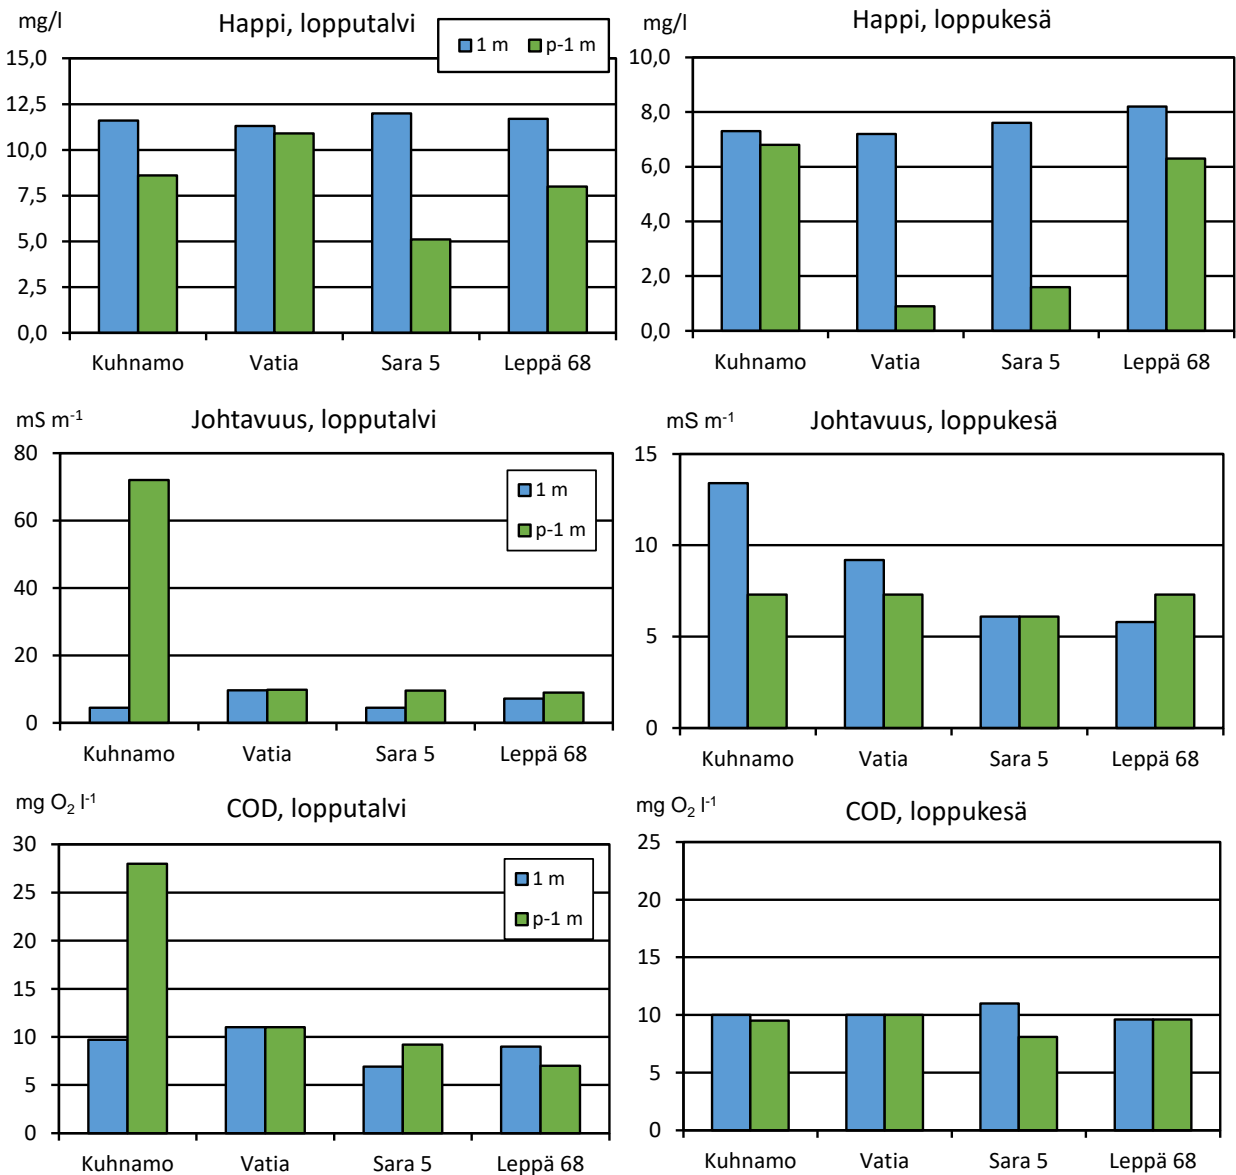 mg/l
Happi, lopputalvi
1 m p-1 m
15,0
12,5
10,0
7,5
5,0
2,5
0,0
Kuhnamo Vatia Sara 5 Leppä 68
mg/l
Happi, loppukesä
10,0
8,0
6,0
4,0
2,0
0,0
Kuhnamo Vatia Sara 5 Leppä 68
mS m⁻¹
Johtavuus, lopputalvi
80
60
40
20
0
1 m
p-1 m
Kuhnamo Vatia Sara 5 Leppä 68
mS m⁻¹
Johtavuus, loppukesä
15
10
5
0
Kuhnamo Vatia Sara 5 Leppä 68
mg O₂ l⁻¹
COD, lopputalvi
30
25
20
15
10
5
0
1 m
p-1 m
Kuhnamo Vatia Sara 5 Leppä 68
mg O₂ l⁻¹
COD, loppukesä
25
20
15
10
5
0
Kuhnamo Vatia Sara 5 Leppä 68